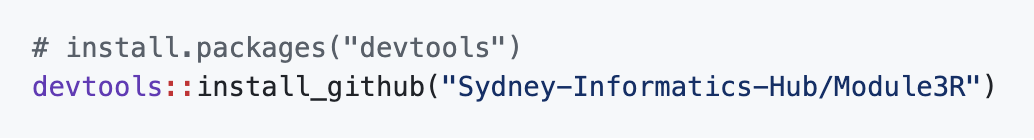 # install.packages("devtools")
devtools::install_github("Sydney-Informatics-Hub/Module3R")